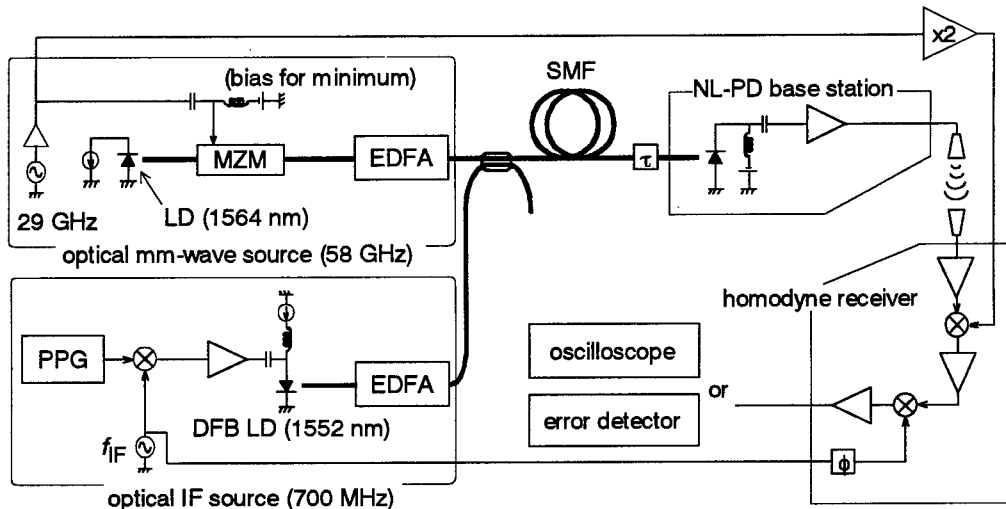 x2
(bias for minimum)
SMF
NL-PD base station
MZM
EDFA
τ
29 GHz
LD (1564 nm)
optical mm-wave source (58 GHz)
homodyne receiver
PPG
oscilloscope
EDFA
or
error detector
DFB LD (1552 nm)
fIF
ϕ
optical IF source (700 MHz)